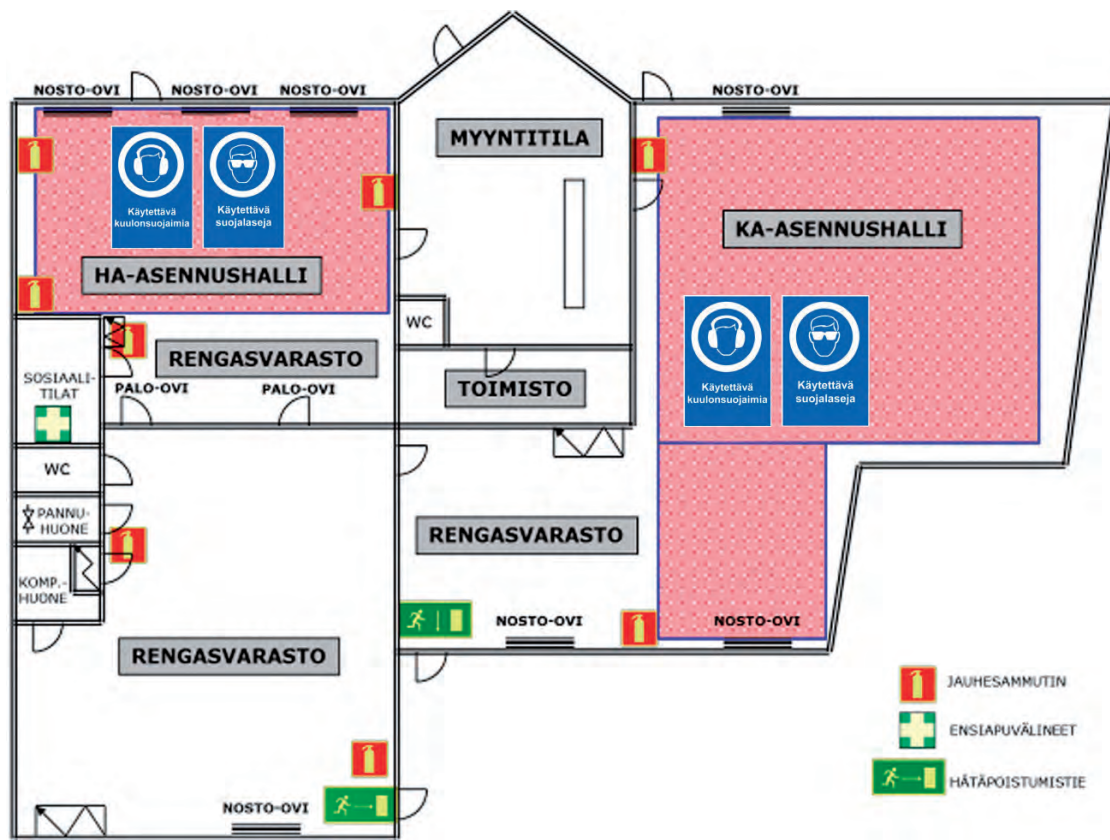 NOSTO-OVI
NOSTO-OVI
NOSTO-OVI
NOSTO-OVI
MYYNTITILA
Käytettävä
kuulonsuojaimia
Käytettävä
suojalaseja
KA-ASENNUSHALLI
HA-ASENNUSHALLI
WC
Käytettävä
kuulonsuojaimia
Käytettävä
suojalaseja
RENGASVARASTO
SOSIAALI-
TILAT
PALO-OVI
PALO-OVI
TOIMISTO
WC
PANNU-
HUONE
RENGASVARASTO
KOMP.-
HUONE
NOSTO-OVI
NOSTO-OVI
RENGASVARASTO
JAUHESAMMUTIN
ENSIAPUVÄLINEET
HÄTÄPOISTUMISTIE
NOSTO-OVI